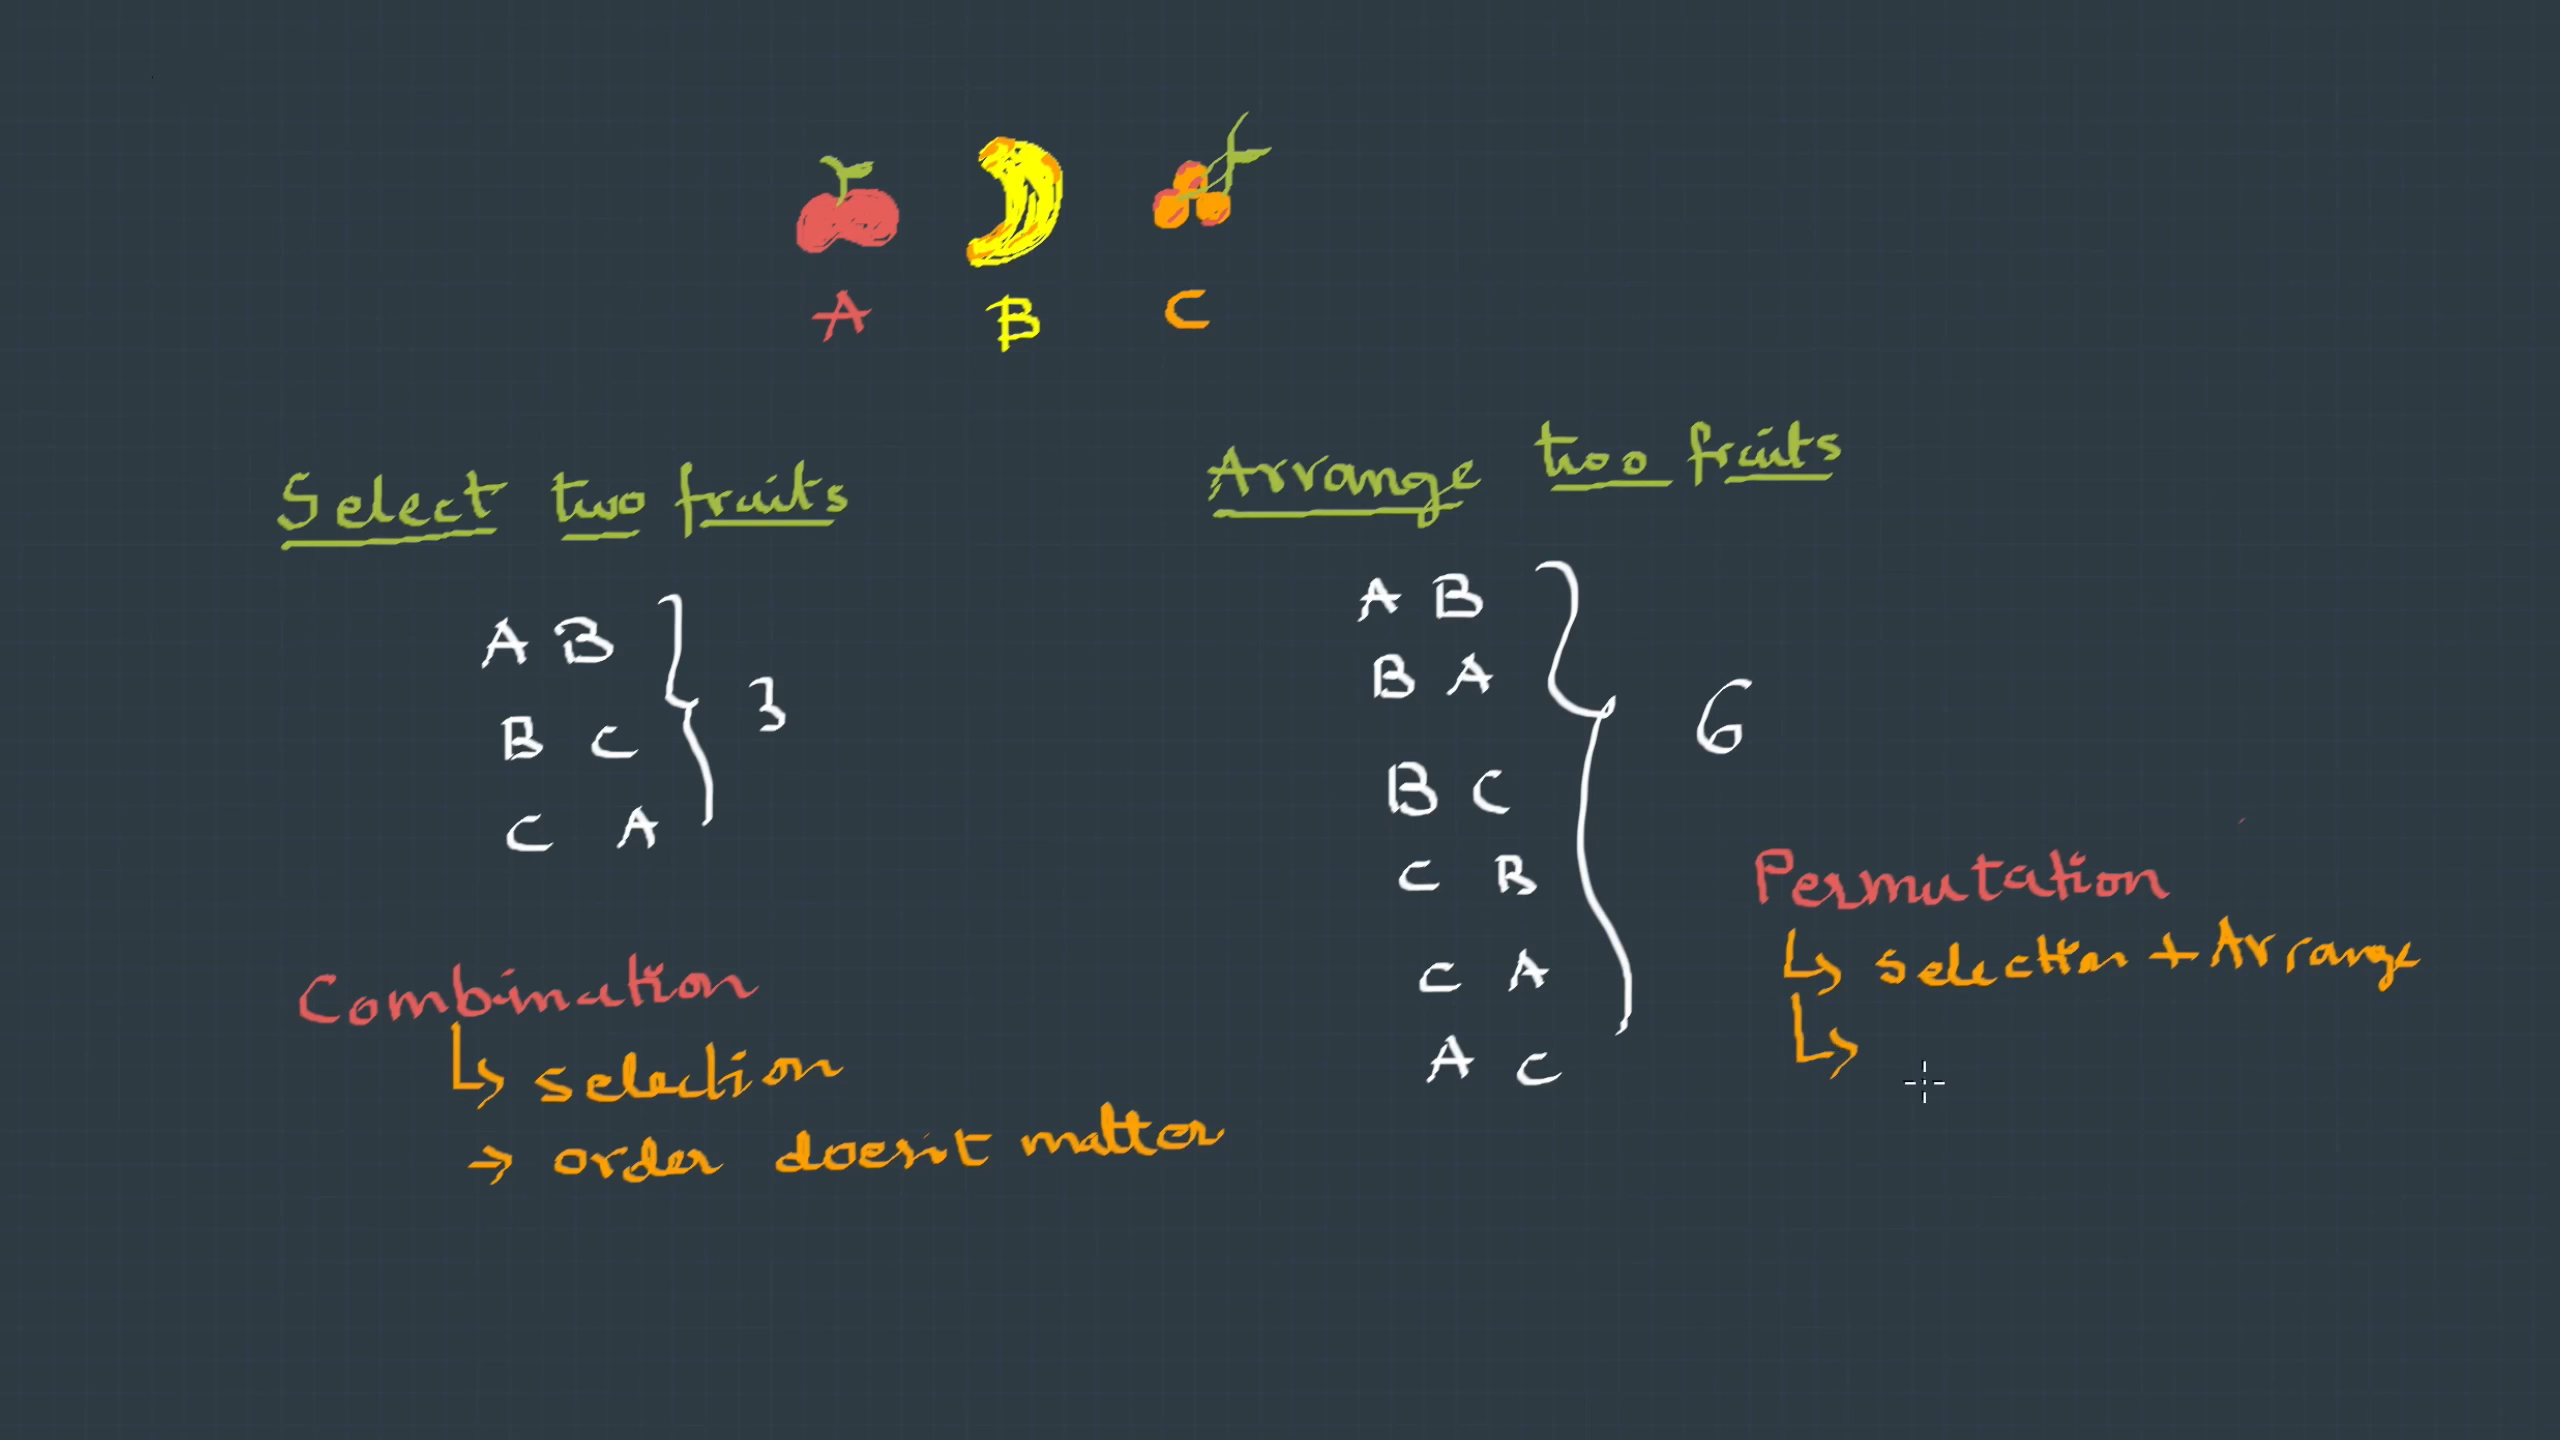 A B C
Select two fruits
A B
B C
C A
3
Combination
↳ selection
→ order doesn't matter
Arrange two fruits
A B
B A
B C
C B
C A
A C
6
Permutation
↳ selection + Arrange
↳